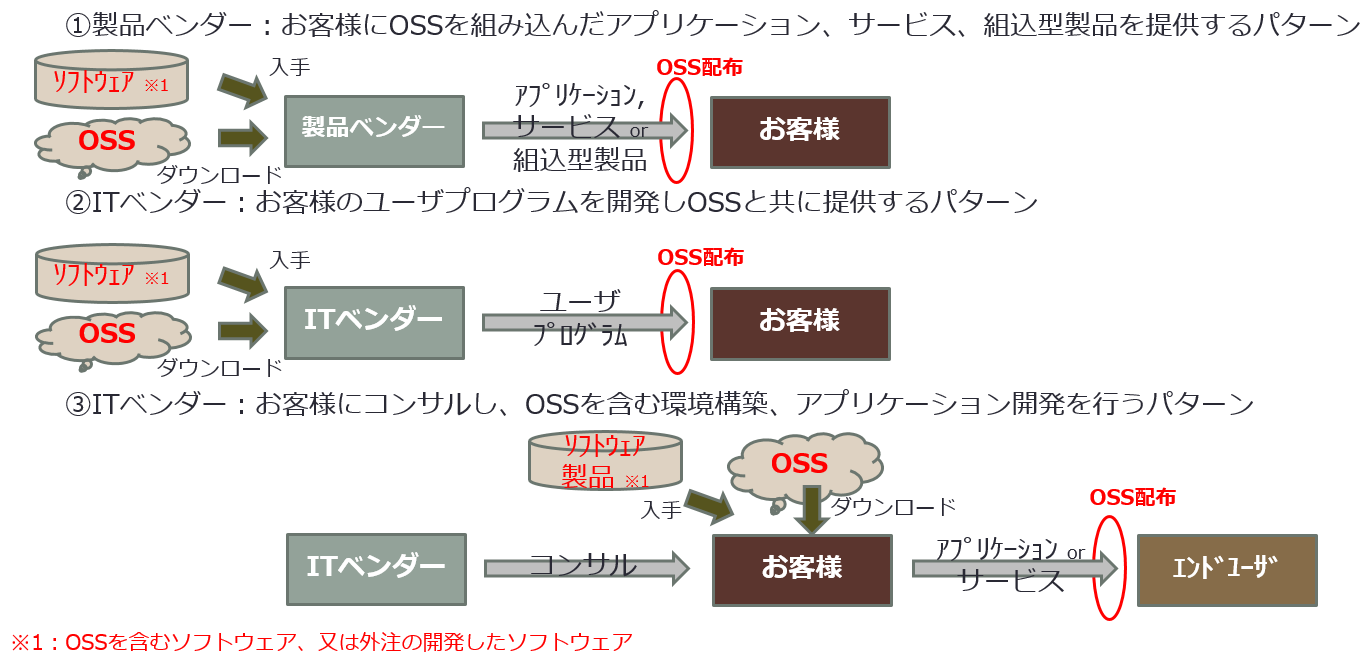 ①製品ベンダー：お客様にOSSを組み込んだアプリケーション、サービス、組込型製品を提供するパターン
ｿﾌﾄｳｪｱ ※1
入手
OSS
ダウンロード
製品ベンダー
ｱﾌﾟﾘｹｰｼｮﾝ,
サービス or
組込型製品
OSS配布
お客様
②ITベンダー：お客様のユーザプログラムを開発しOSSと共に提供するパターン
ｿﾌﾄｳｪｱ ※1
入手
OSS
ダウンロード
ITベンダー
ユーザ
ﾌﾟﾛｸﾞﾗﾑ
OSS配布
お客様
③ITベンダー：お客様にコンサルし、OSSを含む環境構築、アプリケーション開発を行うパターン
ｿﾌﾄｳｪｱ
製品 ※1
入手
OSS
ダウンロード
ITベンダー
コンサル
お客様
ｱﾌﾟﾘｹｰｼｮﾝ or
サービス
OSS配布
ｴﾝﾄﾞﾕｰｻﾞ
※1：OSSを含むソフトウェア、又は外注の開発したソフトウェア